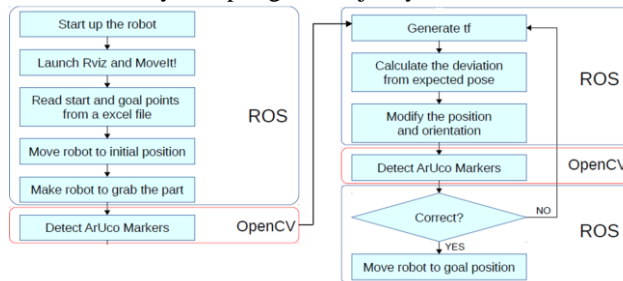 Start up the robot
Launch Rviz and MoveIt!
Read start and goal points
from a excel file
ROS
Move robot to initial position
Make robot to grab the part
Detect ArUco Markers
OpenCV
Generate tf
Calculate the deviation
from expected pose
ROS
Modify the position
and orientation
Detect ArUco Markers
OpenCV
Correct?
NO
ROS
YES
Move robot to goal position